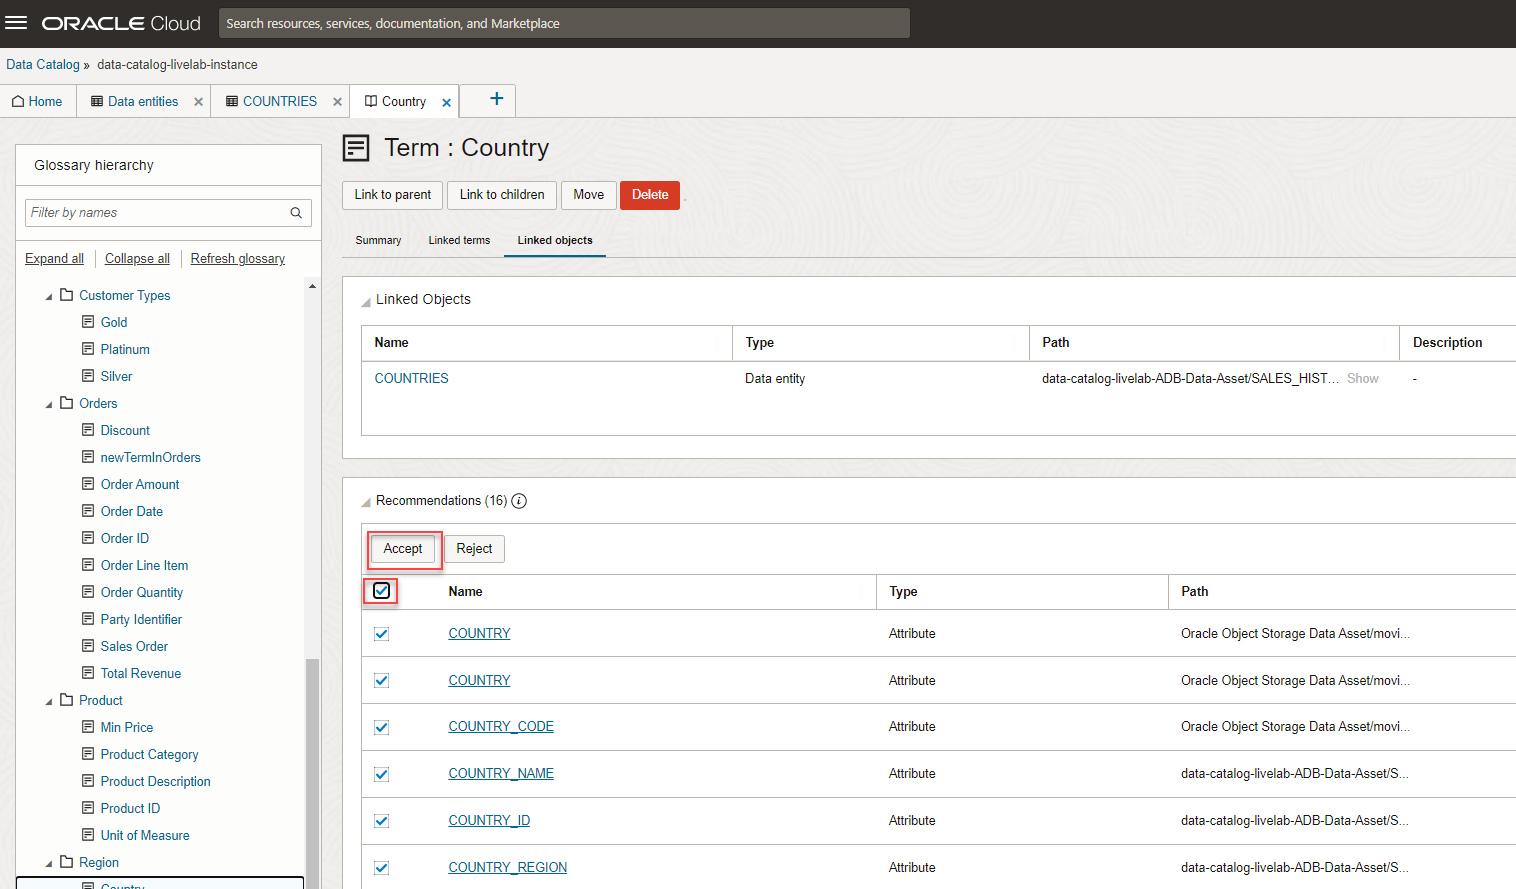 ORACLE Cloud
Search resources, services, documentation, and Marketplace
Data Catalog » data-catalog-livelab-instance
Home
Data entities
COUNTRIES
Country
Glossary hierarchy
Filter by names
Expand all
Collapse all
Refresh glossary
Customer Types
Gold
Platinum
Silver
Orders
Discount
newTermInOrders
Order Amount
Order Date
Order ID
Order Line Item
Order Quantity
Party Identifier
Sales Order
Total Revenue
Product
Min Price
Product Category
Product Description
Product ID
Unit of Measure
Region
Country
Term : Country
Link to parent
Link to children
Move
Delete
Summary
Linked terms
Linked objects
Linked Objects
Name Type Path Description
COUNTRIES Data entity data-catalog-livelab-ADB-Data-Asset/SALES_HIST... Show -
Recommendations (16)
Accept
Reject
Name Type Path
COUNTRY Attribute Oracle Object Storage Data Asset/movi...
COUNTRY Attribute Oracle Object Storage Data Asset/movi...
COUNTRY_CODE Attribute Oracle Object Storage Data Asset/movi...
COUNTRY_NAME Attribute data-catalog-livelab-ADB-Data-Asset/S...
COUNTRY_ID Attribute data-catalog-livelab-ADB-Data-Asset/S...
COUNTRY_REGION Attribute data-catalog-livelab-ADB-Data-Asset/S...